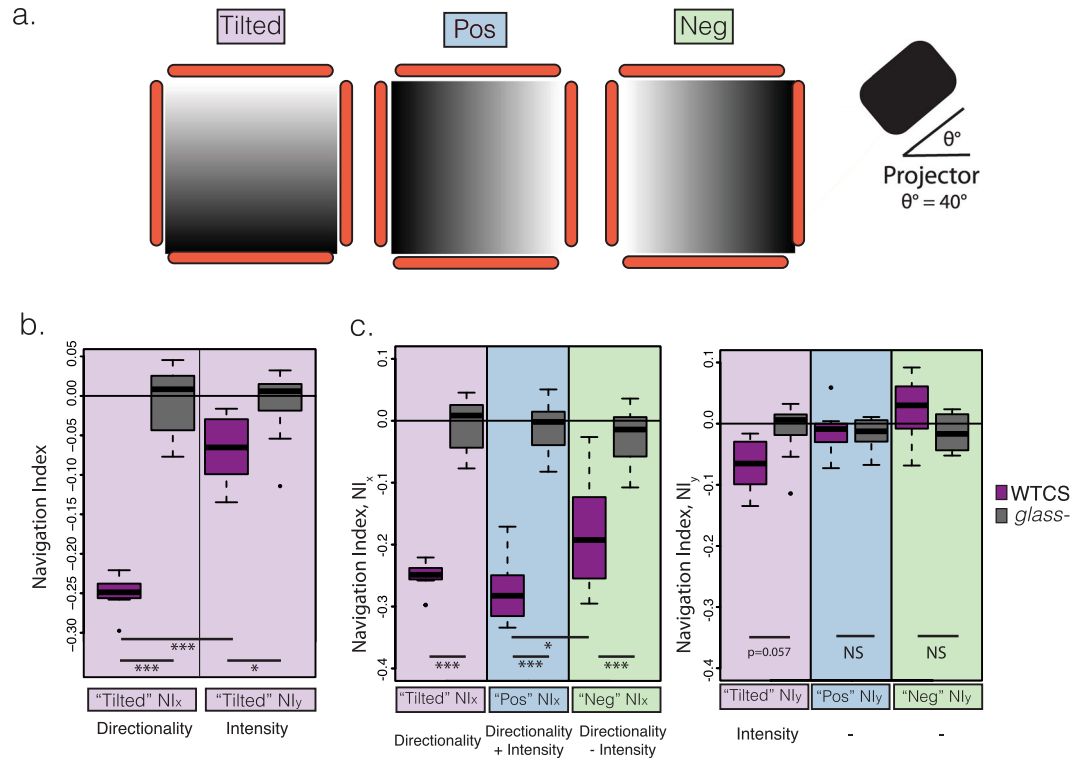 a.
Tilted
Pos
Neg
θ°
Projector
θ° = 40°
b.
Navigation Index
0.05
0.00
-0.05
-0.10
-0.15
-0.20
-0.25
-0.30
***
***
*
"Tilted" NIx
"Tilted" NIy
Directionality
Intensity
c.
Navigation Index, NIx
0.1
0.0
-0.1
-0.2
-0.3
-0.4
*
***
***
***
"Tilted" NIx
"Pos" NIx
"Neg" NIx
Directionality
Directionality
+ Intensity
Directionality
- Intensity
Navigation Index, NIy
0.1
0.0
-0.1
-0.2
-0.3
-0.4
p=0.057
NS
NS
"Tilted" NIy
"Pos" NIy
"Neg" NIy
Intensity
-
-
WTCS
glass-